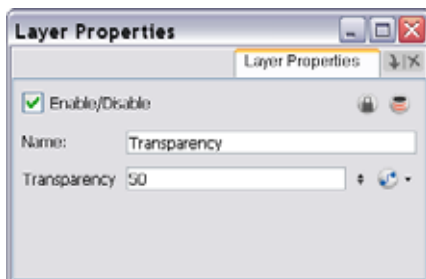 Layer Properties
Layer Properties
Enable/Disable
Name: Transparency
Transparency 50